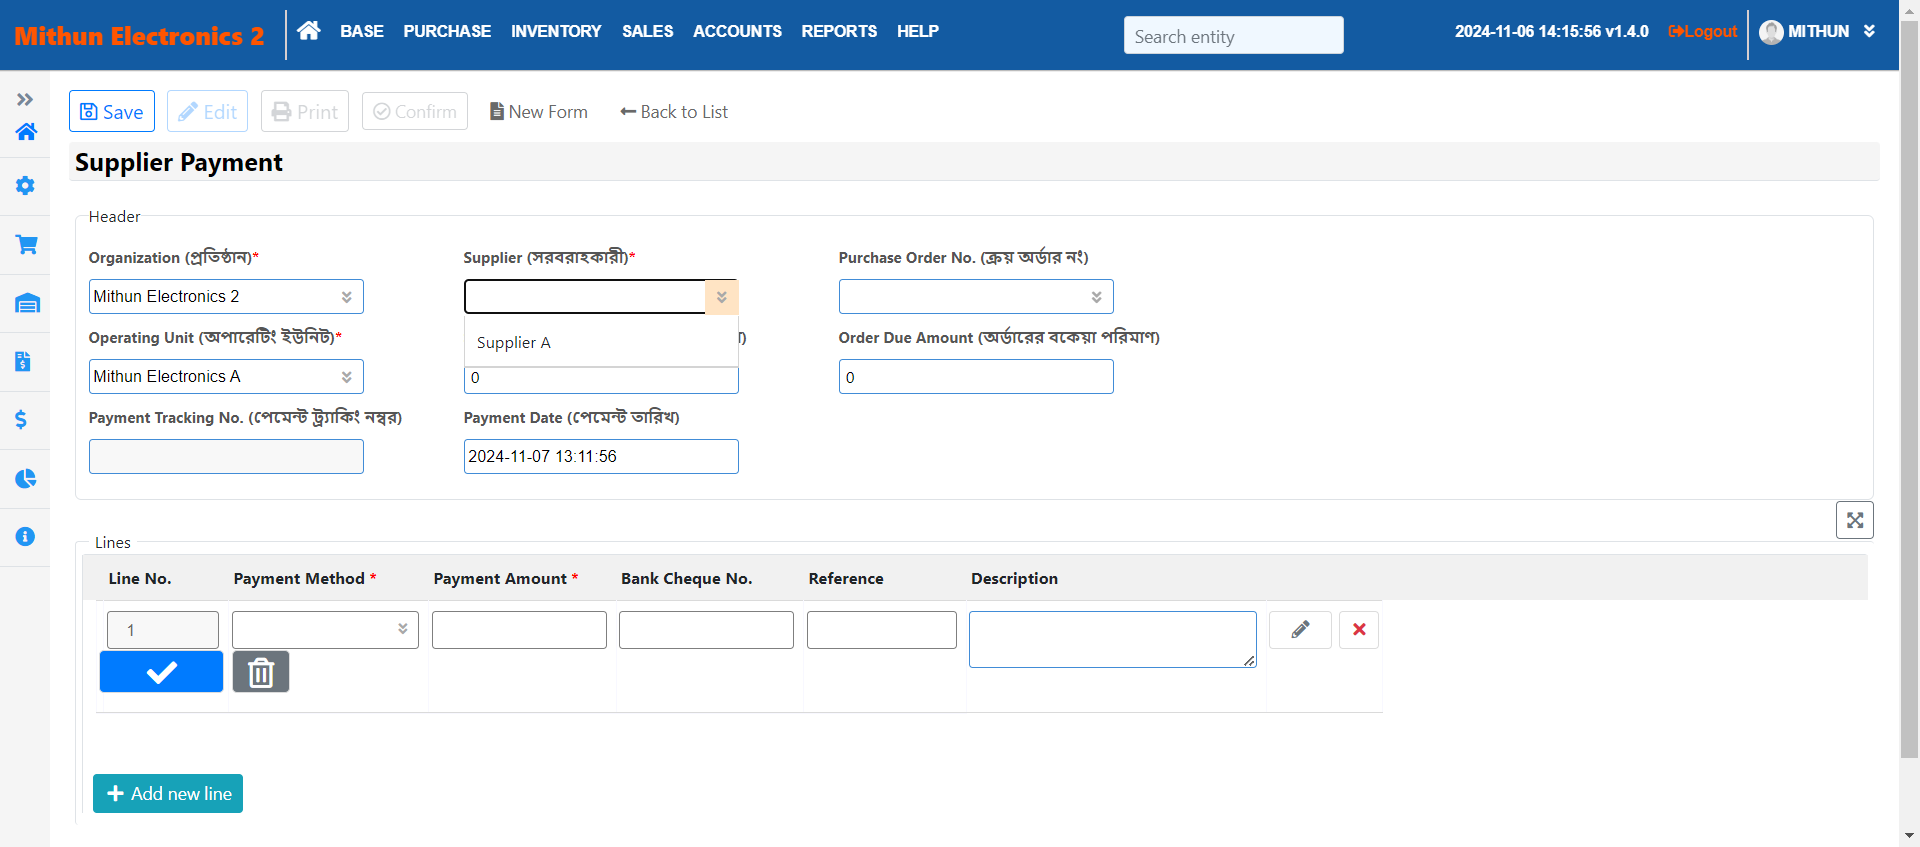 Mithun Electronics 2
BASE PURCHASE INVENTORY SALES ACCOUNTS REPORTS HELP
Search entity
2024-11-06 14:15:56 v1.4.0
Logout
MITHUN
Save Edit Print Confirm New Form Back to List
Supplier Payment
Header
Organization (প্রতিষ্ঠান)* Supplier (সরবরাহকারী)* Purchase Order No. (ক্রয় অর্ডার নং)
Mithun Electronics 2
Operating Unit (অপারেটিং ইউনিট)* Order Due Amount (অর্ডারের বকেয়া পরিমাণ)
Supplier A
Mithun Electronics A 0 0
Payment Tracking No. (পেমেন্ট ট্র্যাকিং নম্বর) Payment Date (পেমেন্ট তারিখ)
2024-11-07 13:11:56
Lines
Line No. Payment Method * Payment Amount * Bank Cheque No. Reference Description
1
Add new line